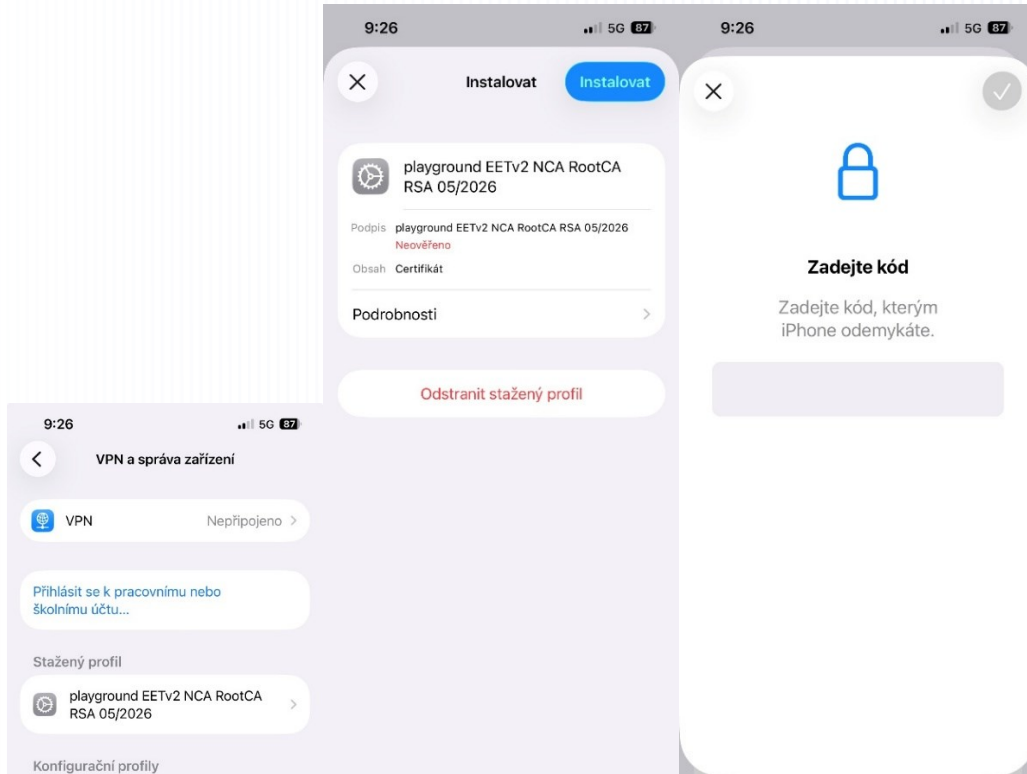 9:26
5G 87
VPN a správa zařízení
VPN
Nepřipojeno
Přihlásit se k pracovnímu nebo
školnímu účtu...
Stažený profil
playground EETv2 NCA RootCA
RSA 05/2026
Konfigurační profily
9:26
5G 87
Instalovat
Instalovat
playground EETv2 NCA RootCA
RSA 05/2026
Podpis playground EETv2 NCA RootCA RSA 05/2026
Neověřeno
Obsah Certifikát
Podrobnosti
Odstranit stažený profil
9:26
5G 87
Zadejte kód
Zadejte kód, kterým
iPhone odemykáte.